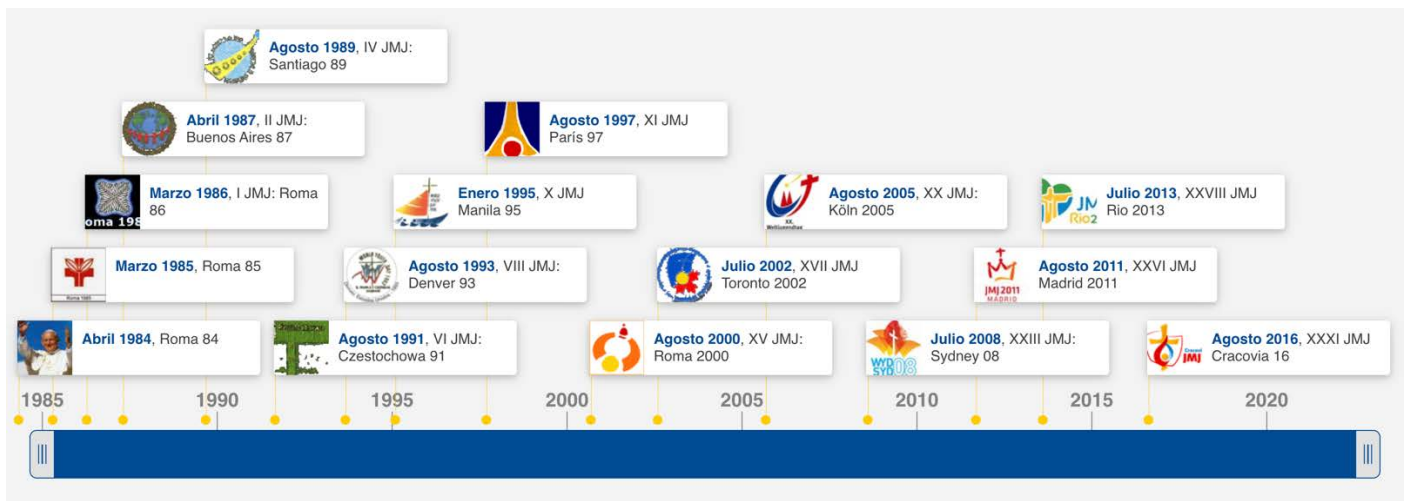 Agosto 1989, IV JMJ:
Santiago 89
Abril 1987, II JMJ:
Buenos Aires 87
Agosto 1997, XI JMJ
París 97
oma 198
Marzo 1986, I JMJ: Roma
86
Enero 1995, X JMJ
Manila 95
XX.
Agosto 2005, XX JMJ:
Köln 2005
JM
Rio2
Julio 2013, XXVIII JMJ
Rio 2013
Roma 1985
Marzo 1985, Roma 85
Agosto 1993, VIII JMJ:
Denver 93
Julio 2002, XVII JMJ
Toronto 2002
JMJ2011
MADRID
Agosto 2011, XXVI JMJ
Madrid 2011
Abril 1984, Roma 84
Agosto 1991, VI JMJ:
Czestochowa 91
Agosto 2000, XV JMJ:
Roma 2000
WYD
SYD08
Julio 2008, XXIII JMJ:
Sydney 08
JMJ
Agosto 2016, XXXI JMJ
Cracovia 16
1985 1990 1995 2000 2005 2010 2015 2020